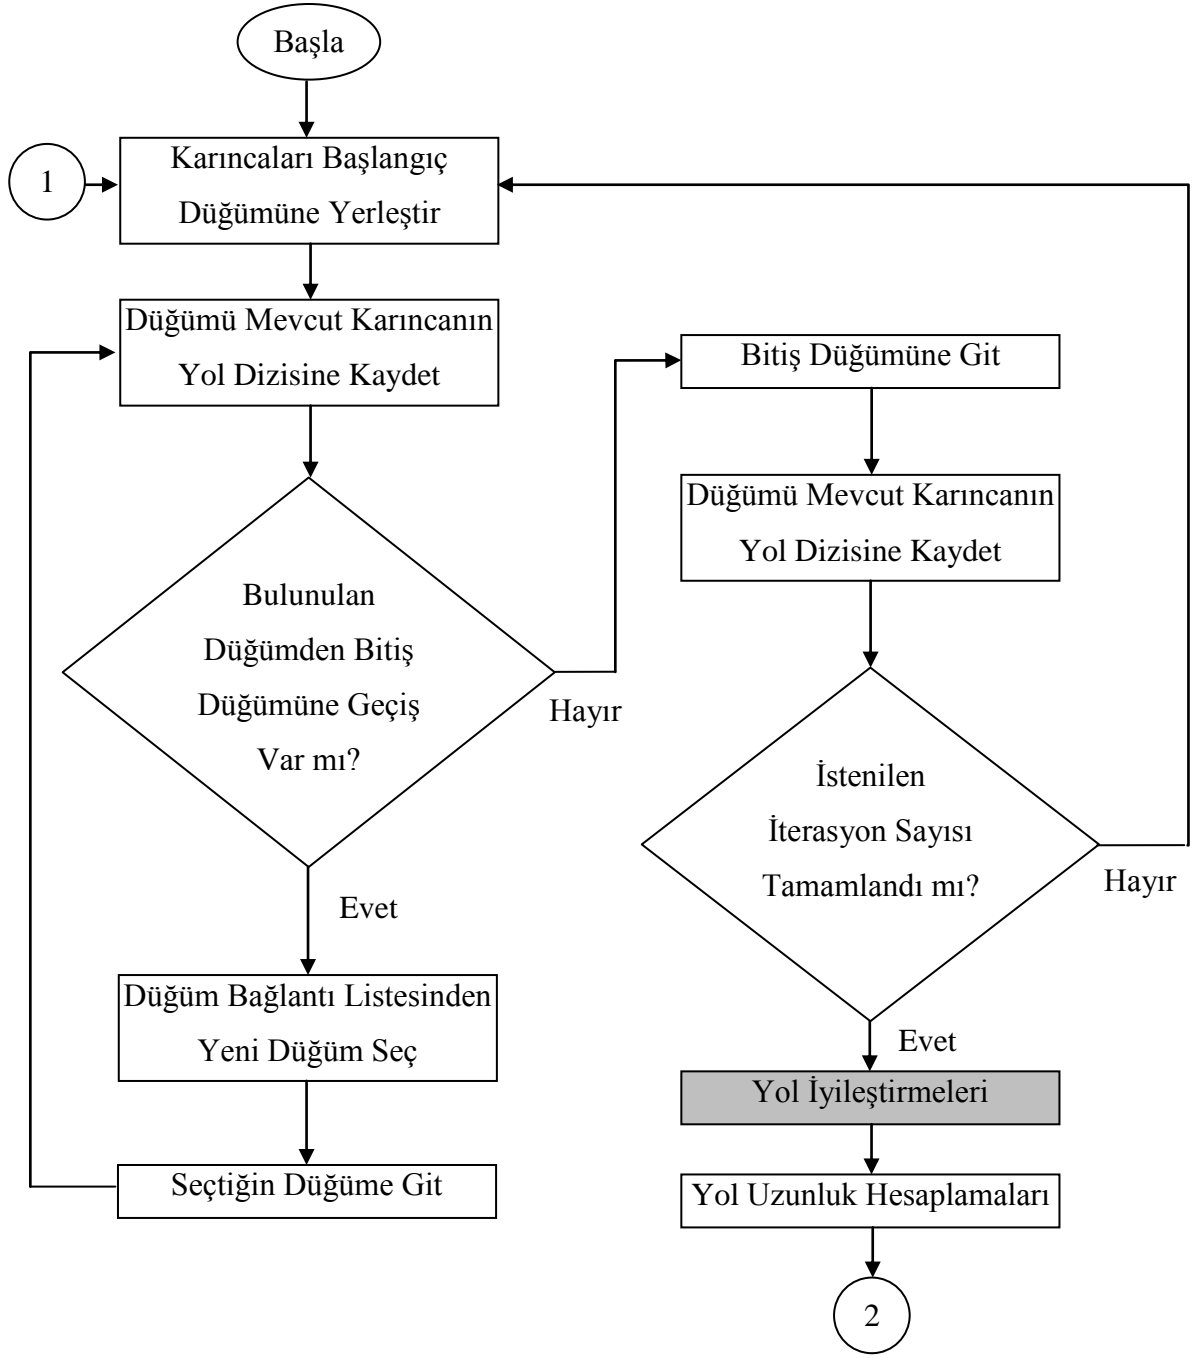 Başla
1
Karıncaları Başlangıç
Düğümüne Yerleştir
Düğümü Mevcut Karıncanın
Yol Dizisine Kaydet
Bulunulan
Düğümden Bitiş
Düğümüne Geçiş
Var mı?
Hayır
Evet
Düğüm Bağlantı Listesinden
Yeni Düğüm Seç
Seçtiğin Düğüme Git
Bitiş Düğümüne Git
Düğümü Mevcut Karıncanın
Yol Dizisine Kaydet
İstenilen
İterasyon Sayısı
Tamamlandı mı?
Hayır
Evet
Yol İyileştirmeleri
Yol Uzunluk Hesaplamaları
2